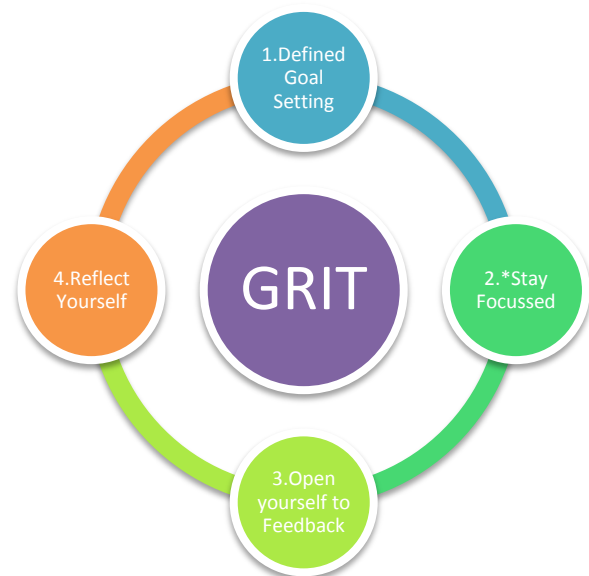 1.Defined
Goal
Setting
GRIT
2.*Stay
Focussed
3.Open
yourself to
Feedback
4.Reflect
Yourself